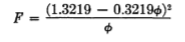 F = (1.3219 − 0.3219ϕ)² / ϕ